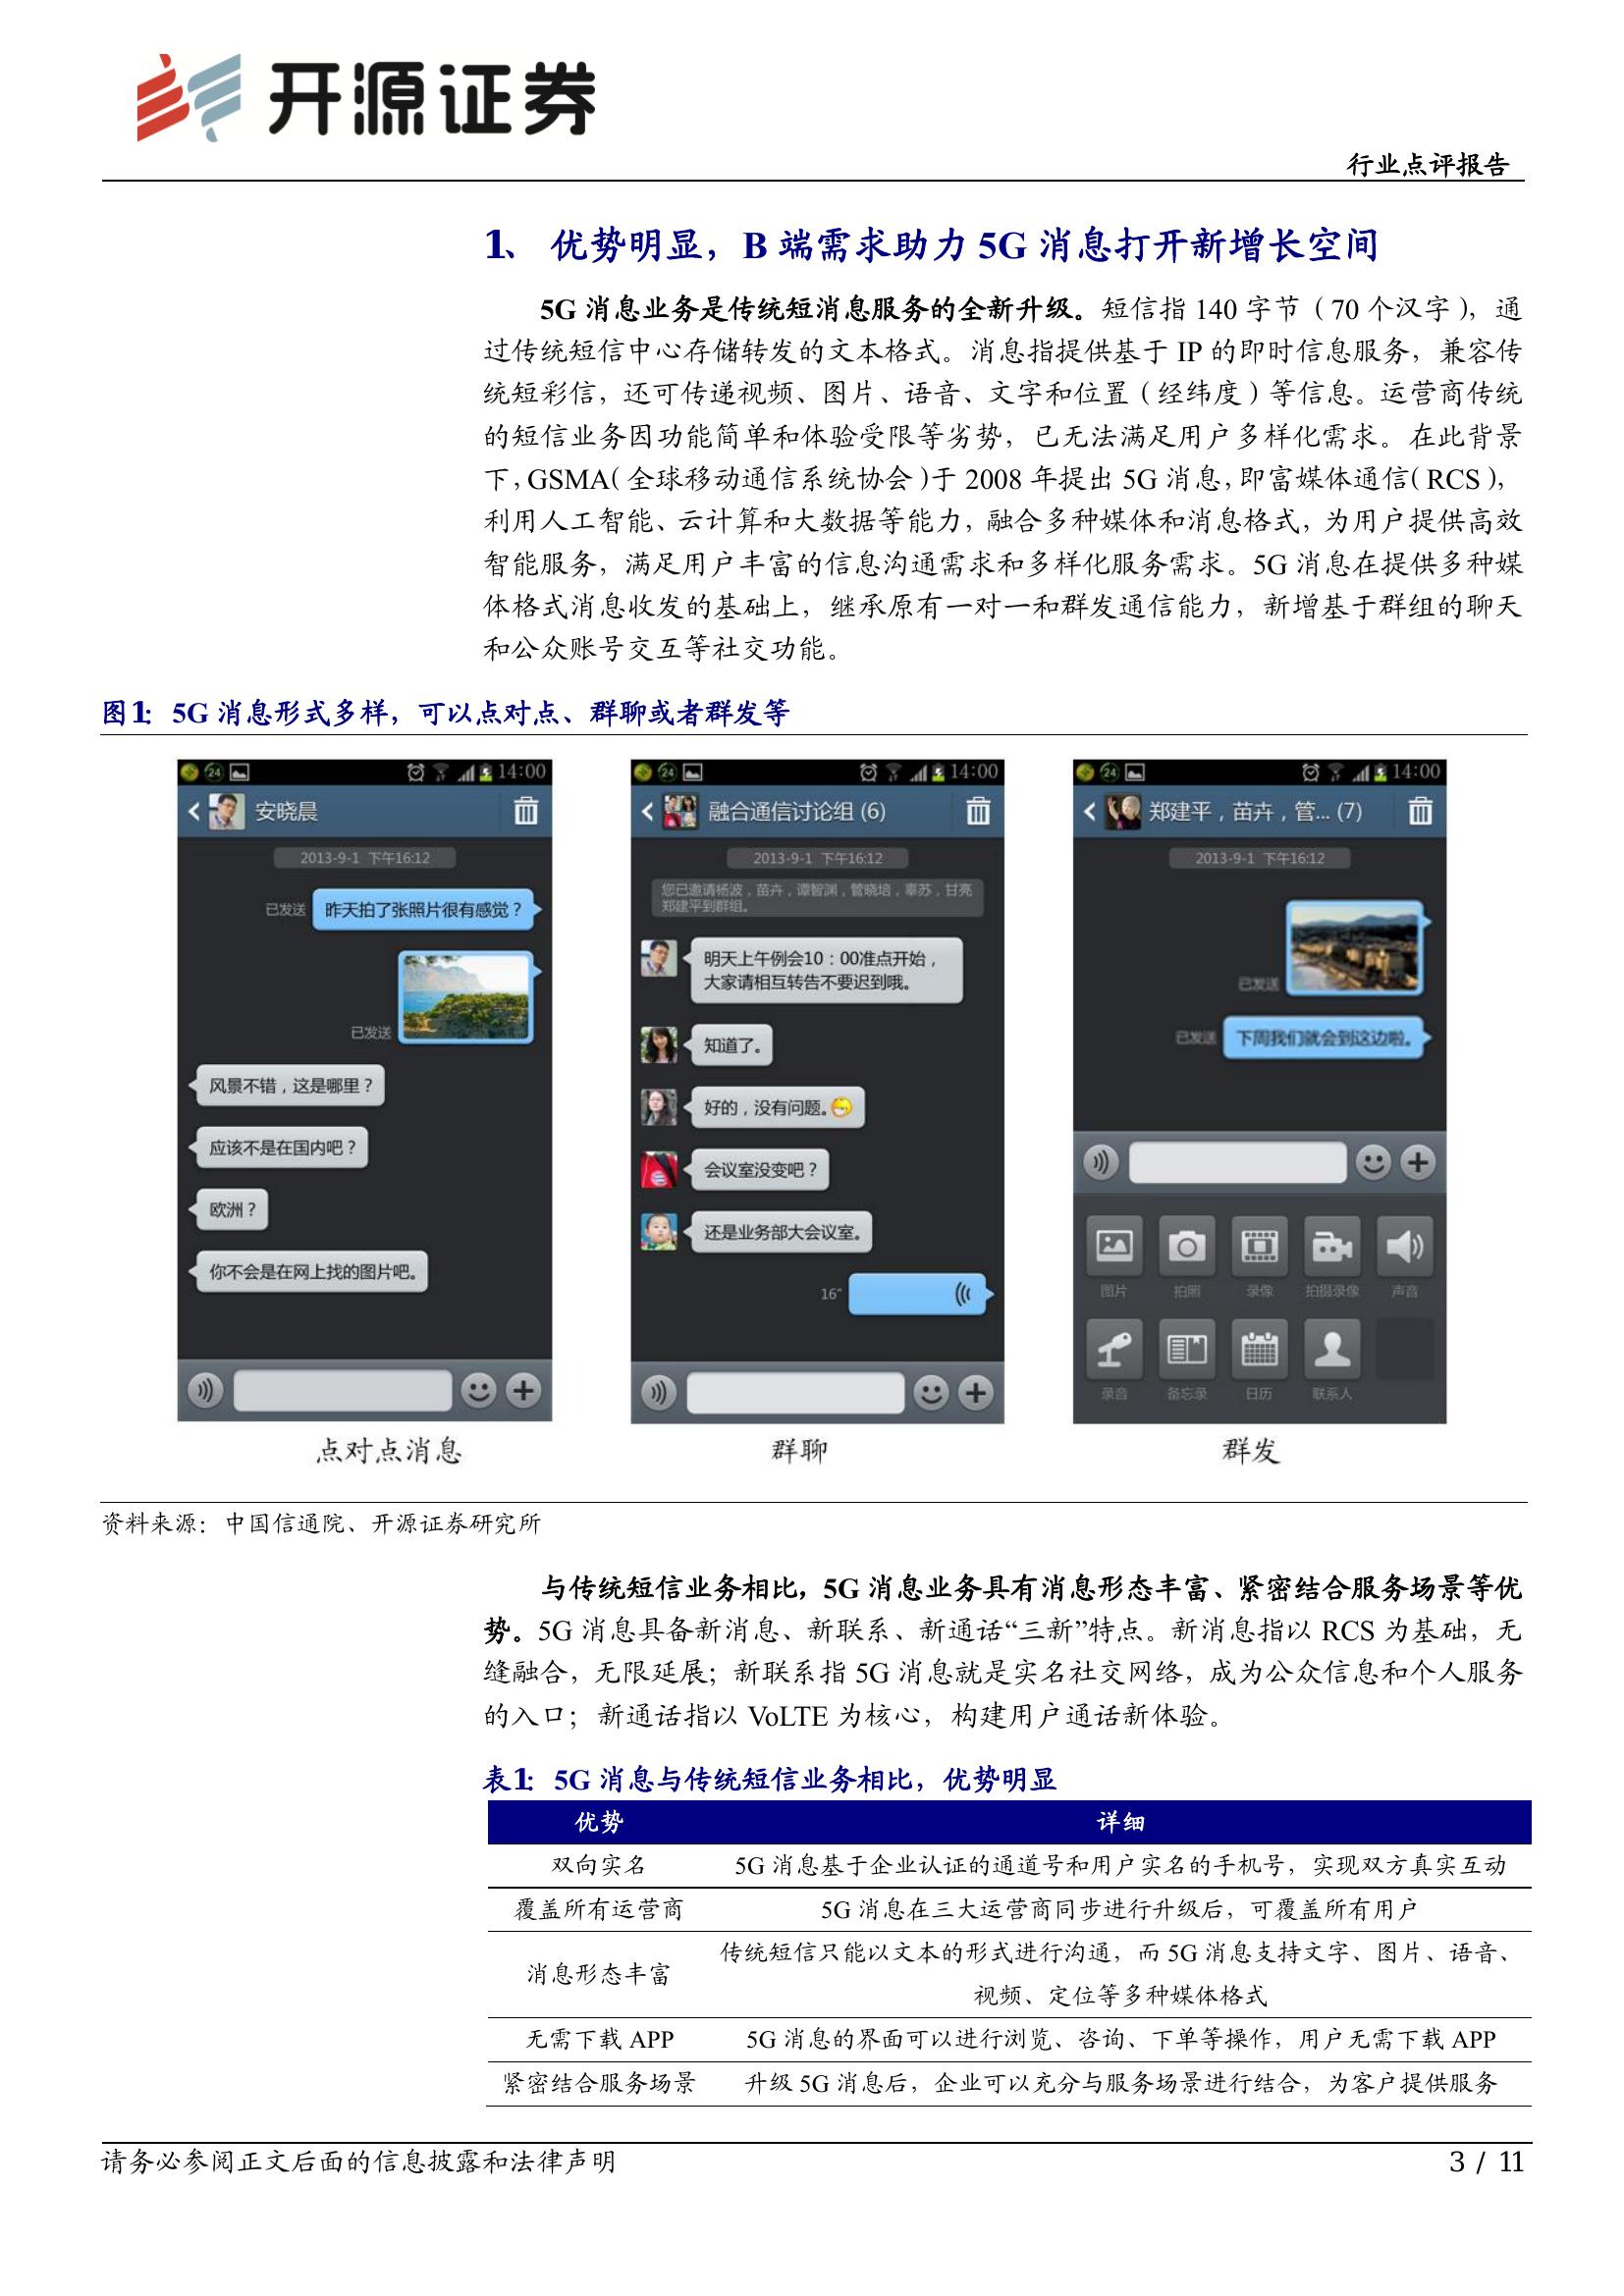 开源证券
行业点评报告
1、 优势明显，B 端需求助力 5G 消息打开新增长空间
5G 消息业务是传统短消息服务的全新升级。短信指 140 字节（70 个汉字），通
过传统短信中心存储转发的文本格式。消息指提供基于 IP 的即时信息服务，兼容传
统短彩信，还可传递视频、图片、语音、文字和位置（经纬度）等信息。运营商传统
的短信业务因功能简单和体验受限等劣势，已无法满足用户多样化需求。在此背景
下，GSMA（全球移动通信系统协会）于 2008 年提出 5G 消息，即富媒体通信（RCS），
利用人工智能、云计算和大数据等能力，融合多种媒体和消息格式，为用户提供高效
智能服务，满足用户丰富的信息沟通需求和多样化服务需求。5G 消息在提供多种媒
体格式消息收发的基础上，继承原有一对一和群发通信能力，新增基于群组的聊天
和公众账号交互等社交功能。
图1： 5G 消息形式多样，可以点对点、群聊或者群发等
24 14:00
安晓晨
2013-9-1 下午16:12
已发送 昨天拍了张照片很有感觉？
已发送
风景不错，这是哪里？
应该不是在国内吧？
欧洲？
你不会是在网上找的图片吧。
点对点消息
24 14:00
融合通信讨论组 (6)
2013-9-1 下午16:12
您已邀请杨波，苗卉，谭智渊，管晓培，辜苏，甘亮
郑建平到群组。
明天上午例会10：00准点开始，
大家请相互转告不要迟到哦。
知道了。
好的，没有问题。
会议室没变吧？
还是业务部大会议室。
16"
群聊
24 14:00
郑建平，苗卉，管... (7)
2013-9-1 下午16:12
已发送
已发送 下周我们就会到这边啦。
图片 拍照 录像 拍摄录像 声音
录音 备忘录 日历 联系人
群发
资料来源：中国信通院、开源证券研究所
与传统短信业务相比，5G 消息业务具有消息形态丰富、紧密结合服务场景等优
势。5G 消息具备新消息、新联系、新通话“三新”特点。新消息指以 RCS 为基础，无
缝融合，无限延展；新联系指 5G 消息就是实名社交网络，成为公众信息和个人服务
的入口；新通话指以 VoLTE 为核心，构建用户通话新体验。
表1： 5G 消息与传统短信业务相比，优势明显
优势 详细
双向实名 5G 消息基于企业认证的通道号和用户实名的手机号，实现双方真实互动
覆盖所有运营商 5G 消息在三大运营商同步进行升级后，可覆盖所有用户
消息形态丰富 传统短信只能以文本的形式进行沟通，而 5G 消息支持文字、图片、语音、
视频、定位等多种媒体格式
无需下载 APP 5G 消息的界面可以进行浏览、咨询、下单等操作，用户无需下载 APP
紧密结合服务场景 升级 5G 消息后，企业可以充分与服务场景进行结合，为客户提供服务
请务必参阅正文后面的信息披露和法律声明 3 / 11